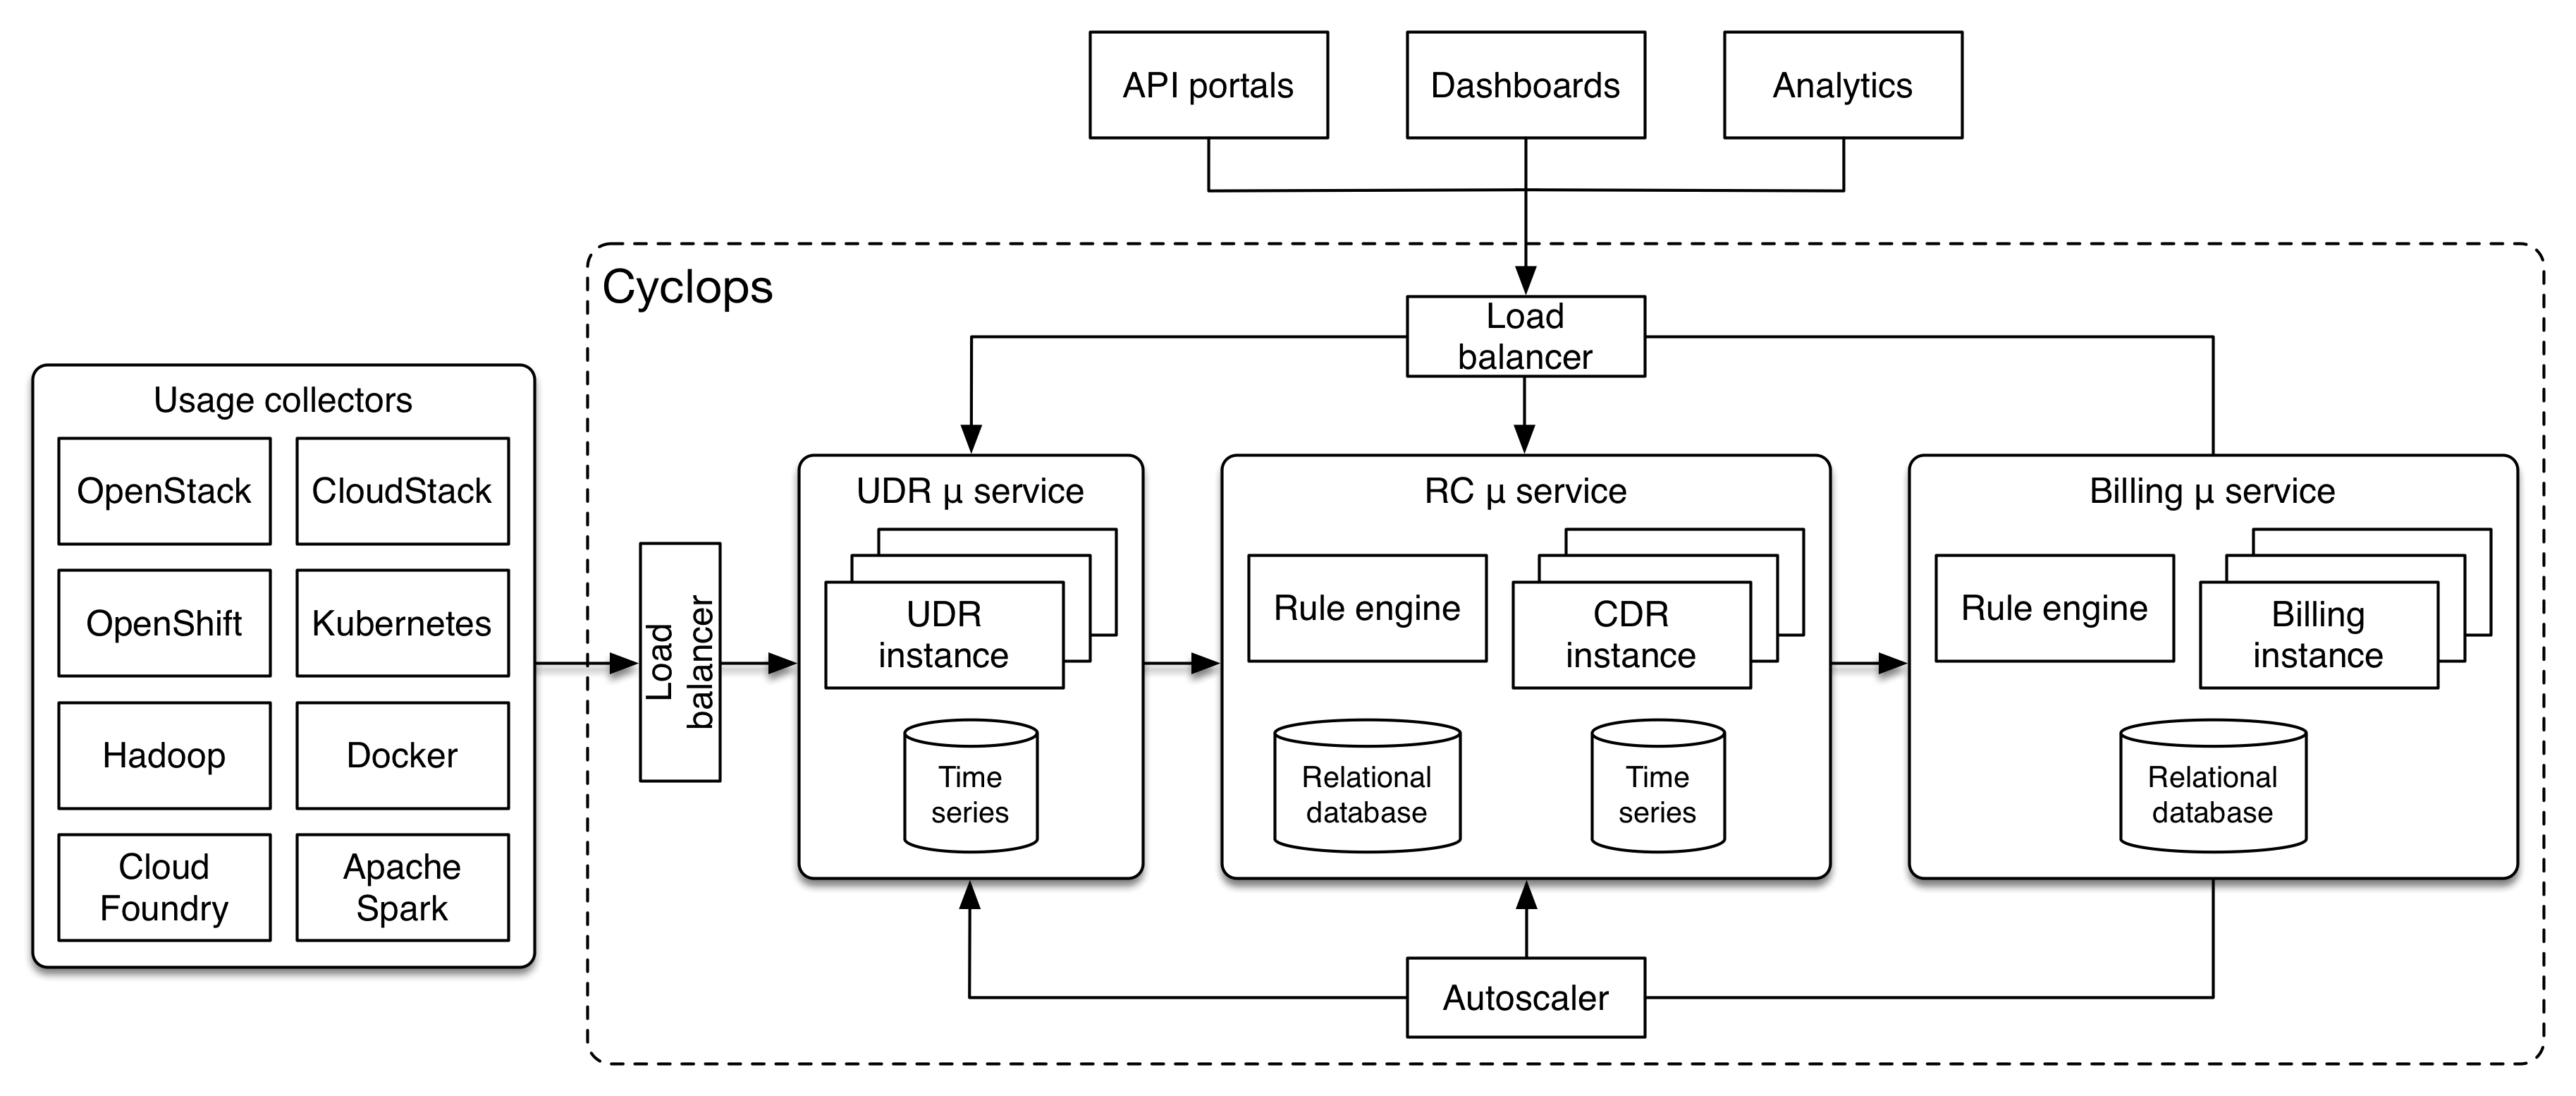 API portals
Dashboards
Analytics
Cyclops
Load
balancer
Usage collectors
OpenStack
CloudStack
OpenShift
Kubernetes
Hadoop
Docker
Cloud
Foundry
Apache
Spark
Load
balancer
UDR μ service
UDR
instance
Time
series
RC μ service
Rule engine
CDR
instance
Relational
database
Time
series
Billing μ service
Rule engine
Billing
instance
Relational
database
Autoscaler